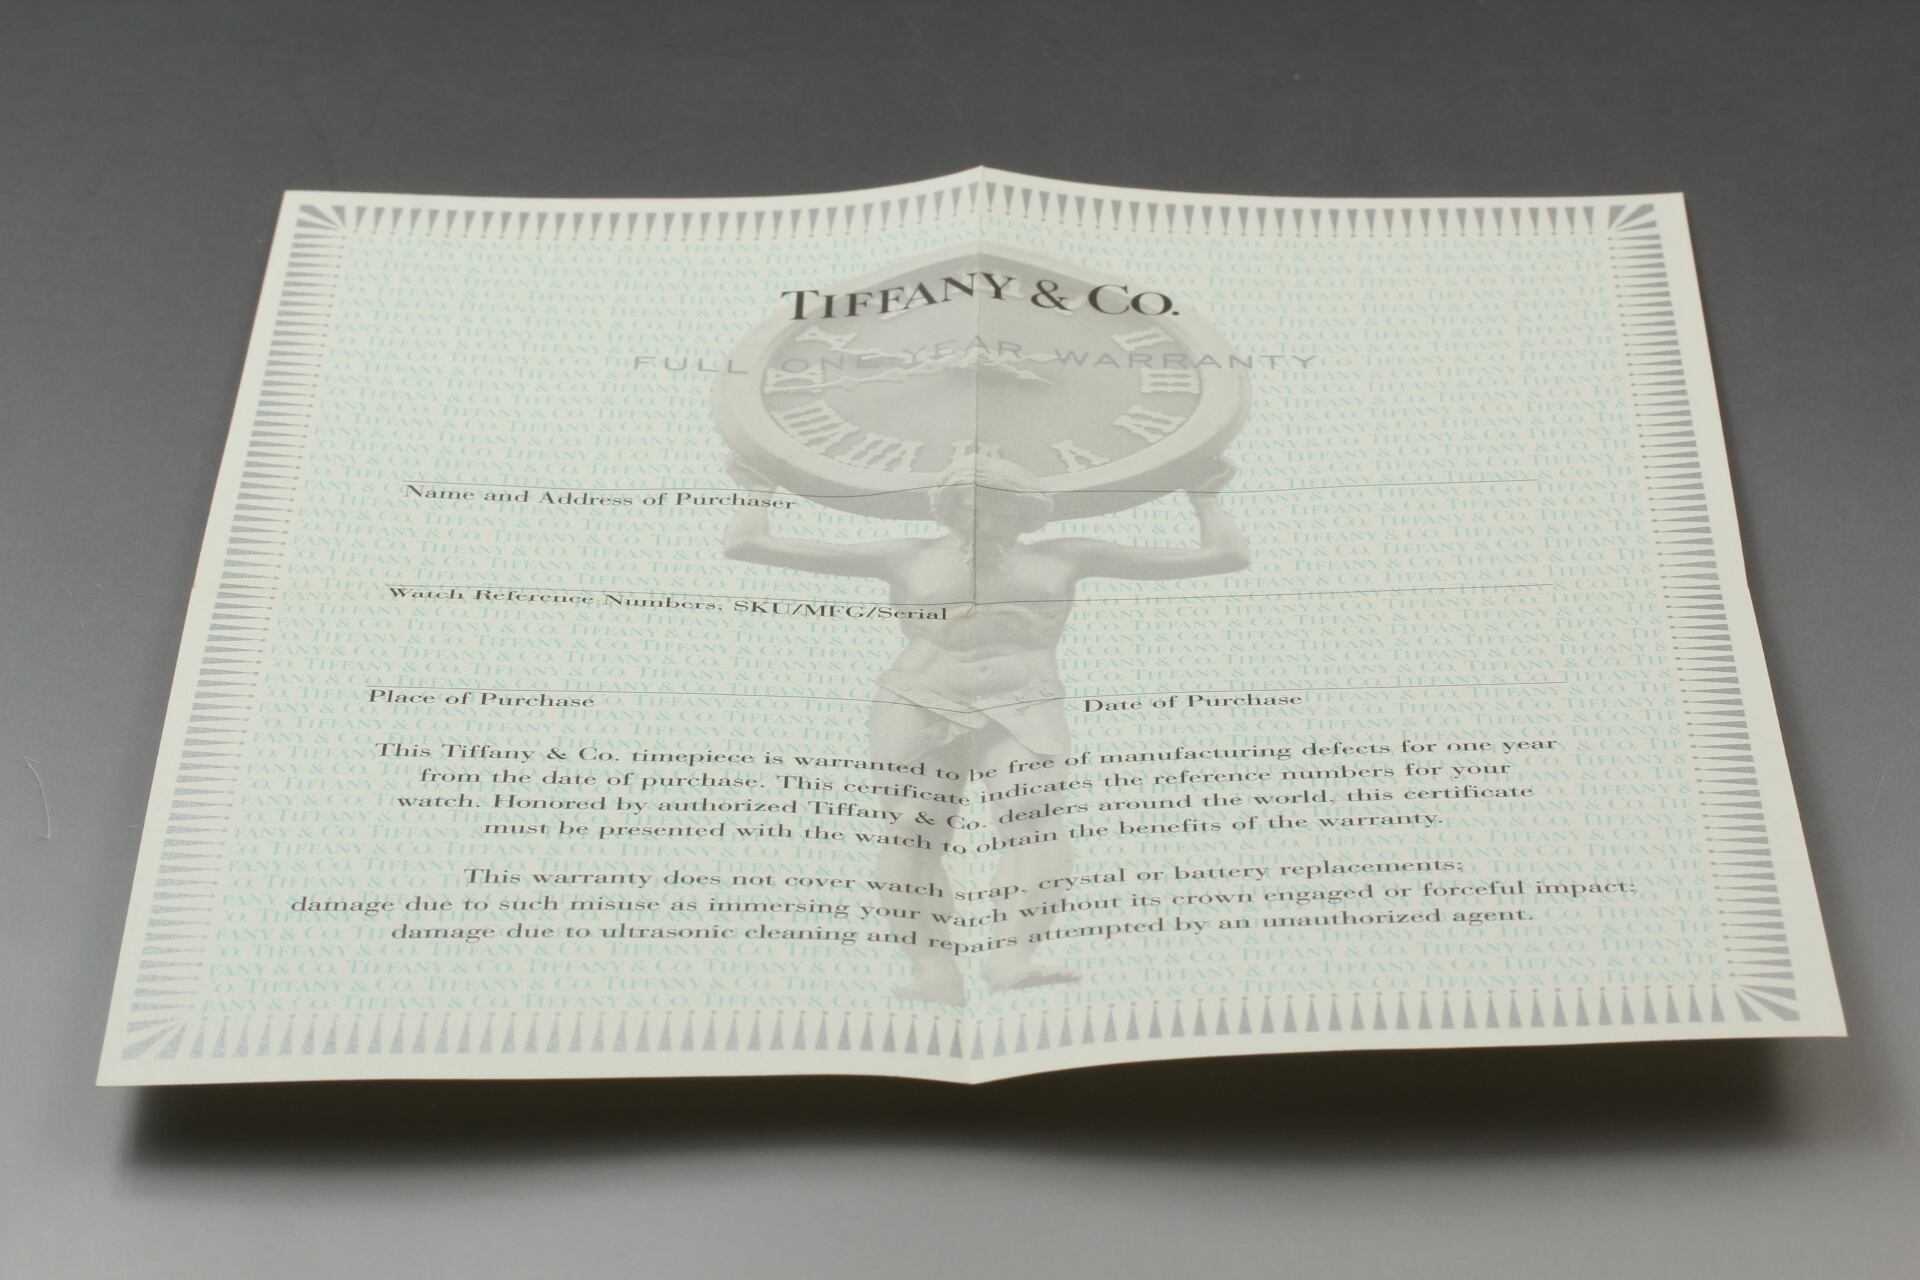 TIFFANY & CO.
FULL ONE-YEAR WARRANTY
Name and Address of Purchaser
Watch Reference Numbers: SKU/MFG/Serial
Place of Purchase
Date of Purchase
This Tiffany & Co. timepiece is warranted to be free of manufacturing defects for one year
from the date of purchase. This certificate indicates the reference numbers for your
watch. Honored by authorized Tiffany & Co. dealers around the world, this certificate
must be presented with the watch to obtain the benefits of the warranty.
This warranty does not cover watch strap, crystal or battery replacements;
damage due to such misuse as immersing your watch without its crown engaged or forceful impact;
damage due to ultrasonic cleaning and repairs attempted by an unauthorized agent.